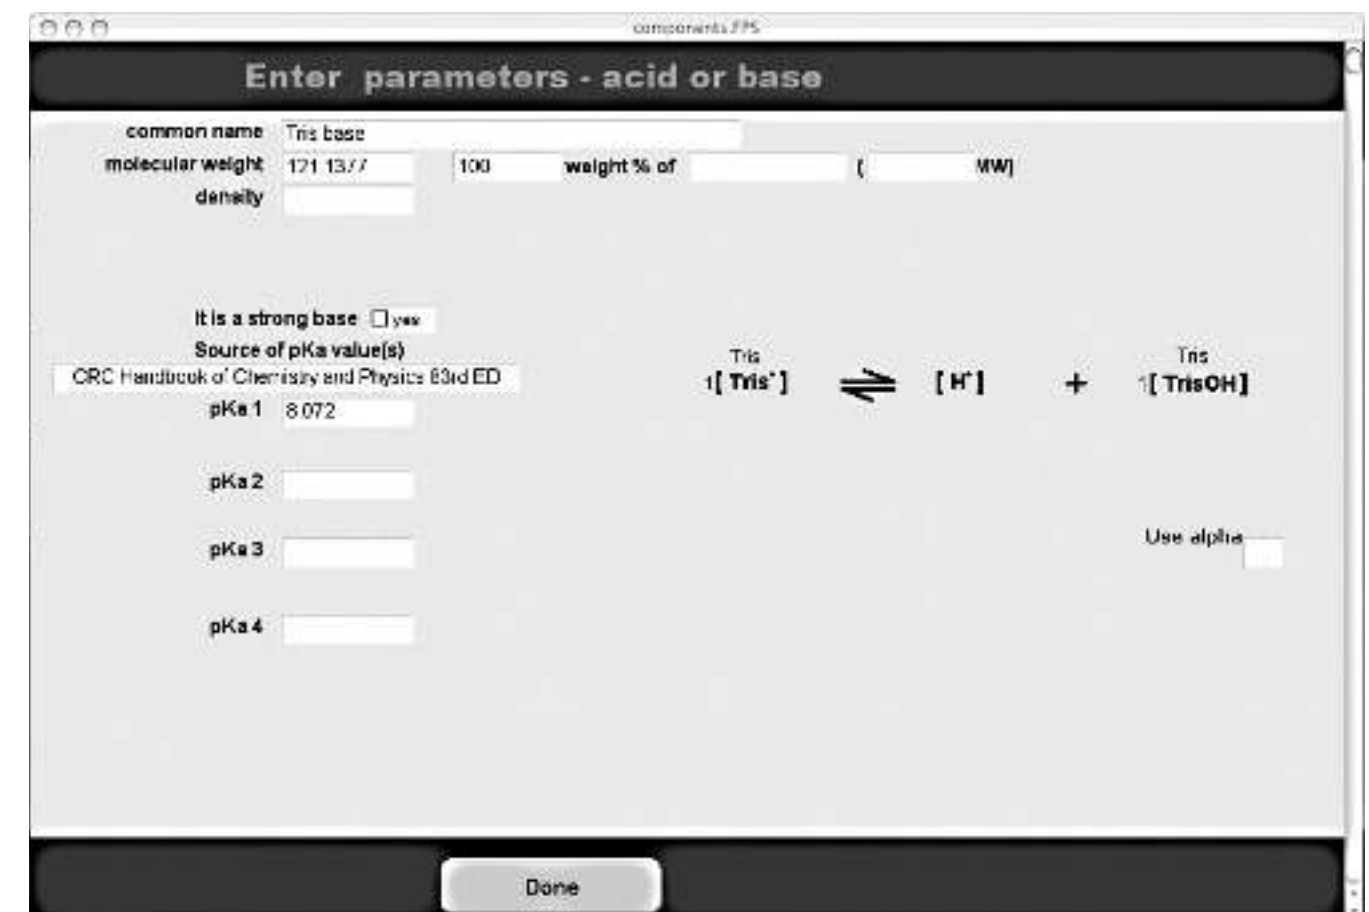 components.FP5
Enter parameters - acid or base
common name Tris base
molecular weight 121.1377 100 weight % of ( MW)
density
It is a strong base yes
Source of pKa value(s)
CRC Handbook of Chemistry and Physics 83rd ED
Tris Tris
1[ Tris⁺ ] ⇌ [ H⁺ ] + 1[ TrisOH ]
pKa 1 8.072
pKa 2
Use alpha
pKa 3
pKa 4
Done